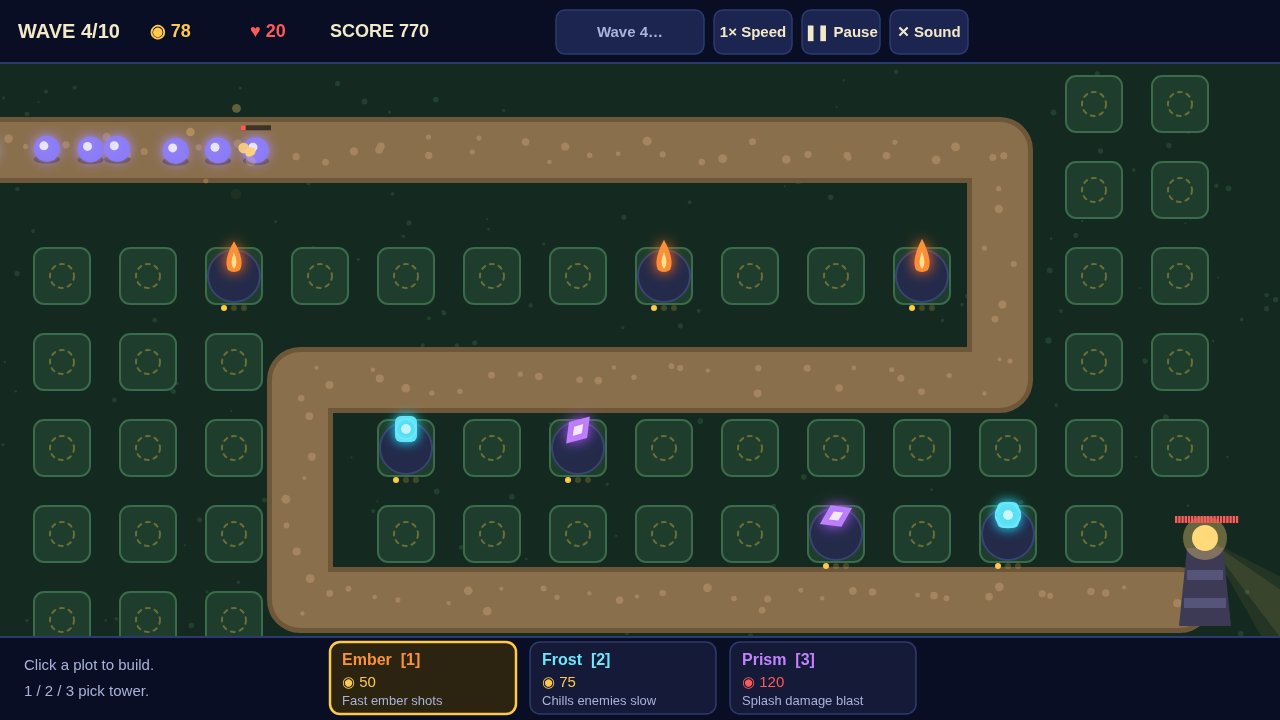 WAVE 4/10
◉ 78
♥ 20
SCORE 770
Wave 4…
1× Speed
❚❚ Pause
✕ Sound
Click a plot to build.
1 / 2 / 3 pick tower.
Ember [1]
◉ 50
Fast ember shots
Frost [2]
◉ 75
Chills enemies slow
Prism [3]
◉ 120
Splash damage blast